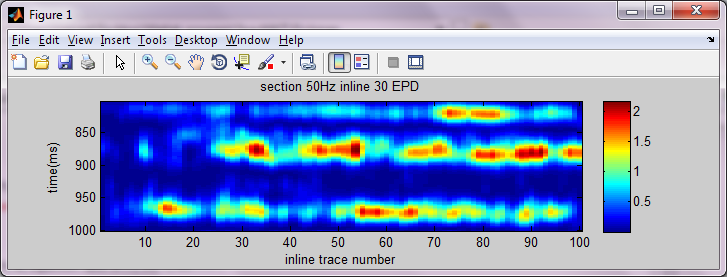 Figure 1
File Edit View Insert Tools Desktop Window Help
section 50Hz inline 30 EPD
time(ms)
850
900
950
1000
10 20 30 40 50 60 70 80 90 100
inline trace number
2
1.5
1
0.5